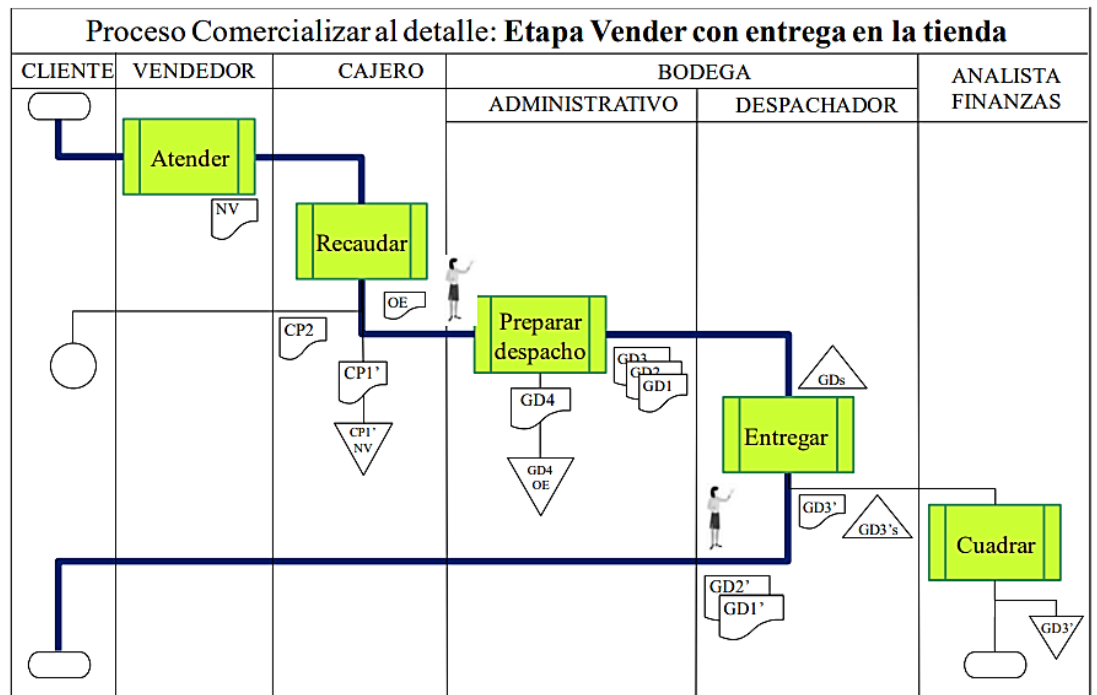 Proceso Comercializar al detalle: Etapa Vender con entrega en la tienda
CLIENTE
VENDEDOR
CAJERO
BODEGA
ANALISTA
FINANZAS
ADMINISTRATIVO
DESPACHADOR
Atender
NV
Recaudar
OE
CP2
CP1’
CP1’
NV
Preparar
despacho
GD3
GD2
GD1
GD4
GD4
OE
GDs
Entregar
GD3’
GD3’s
Cuadrar
GD2’
GD1’
GD3’